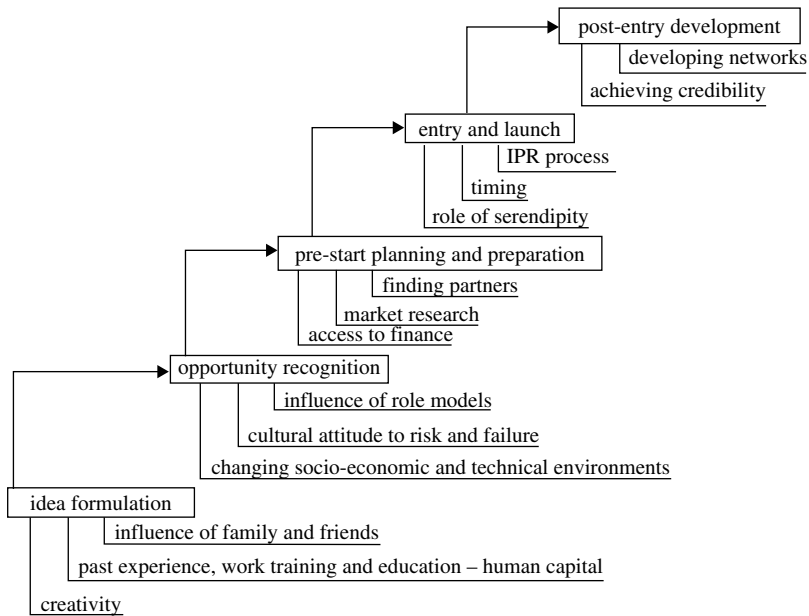 post-entry development
developing networks
achieving credibility
entry and launch
IPR process
timing
role of serendipity
pre-start planning and preparation
finding partners
market research
access to finance
opportunity recognition
influence of role models
cultural attitude to risk and failure
changing socio-economic and technical environments
idea formulation
influence of family and friends
past experience, work training and education – human capital
creativity